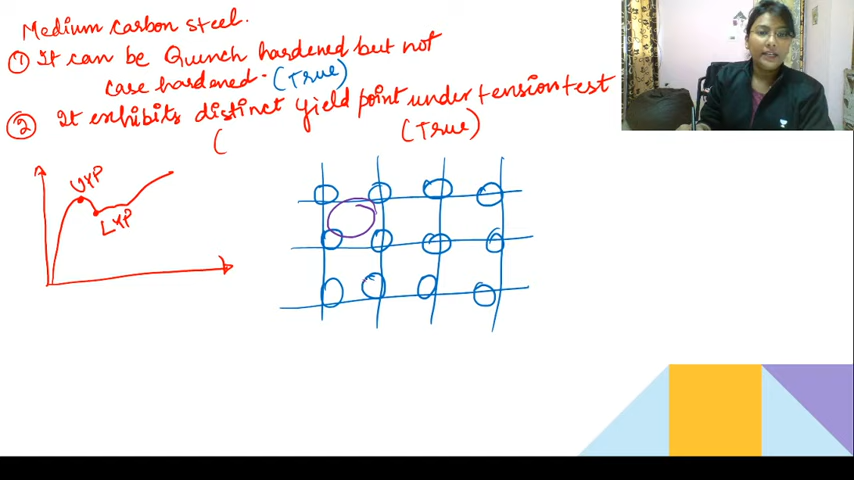 Medium carbon steel.
① It can be Quench hardened but not
case hardened. (True)
② It exhibits distinct yield point under tension test
( (True)
UYP
LYP